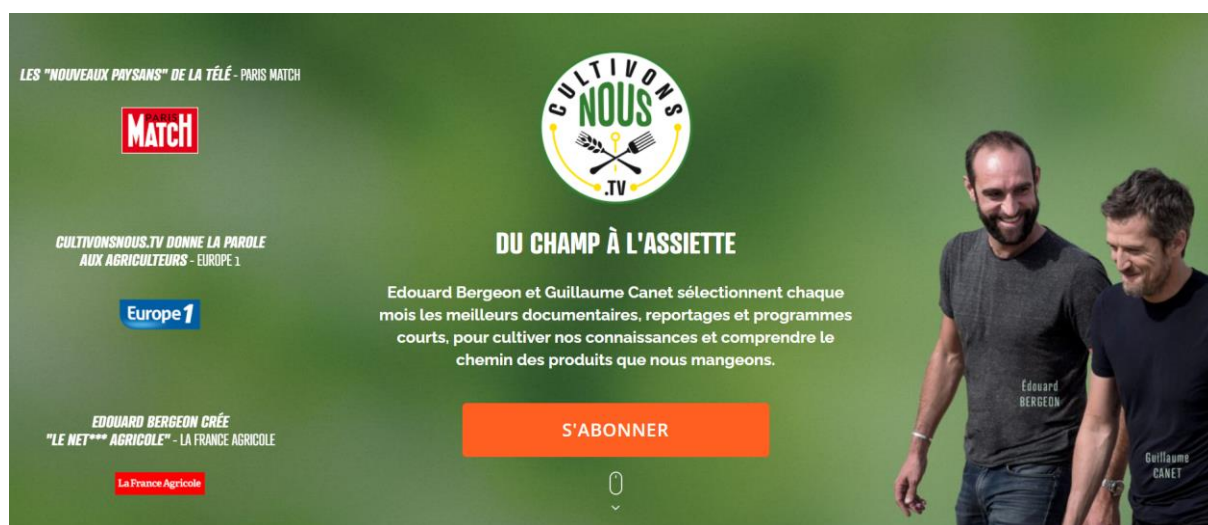 LES "NOUVEAUX PAYSANS" DE LA TÉLÉ - PARIS MATCH
PARIS
MATCH
CULTIVONSNOUS.TV DONNE LA PAROLE
AUX AGRICULTEURS - EUROPE 1
Europe 1
EDOUARD BERGEON CRÉE
"LE NET*** AGRICOLE" - LA FRANCE AGRICOLE
La France Agricole
CULTIVONS
NOUS
.TV
DU CHAMP À L'ASSIETTE
Edouard Bergeon et Guillaume Canet sélectionnent chaque
mois les meilleurs documentaires, reportages et programmes
courts, pour cultiver nos connaissances et comprendre le
chemin des produits que nous mangeons.
S'ABONNER
Édouard
BERGEON
Guillaume
CANET